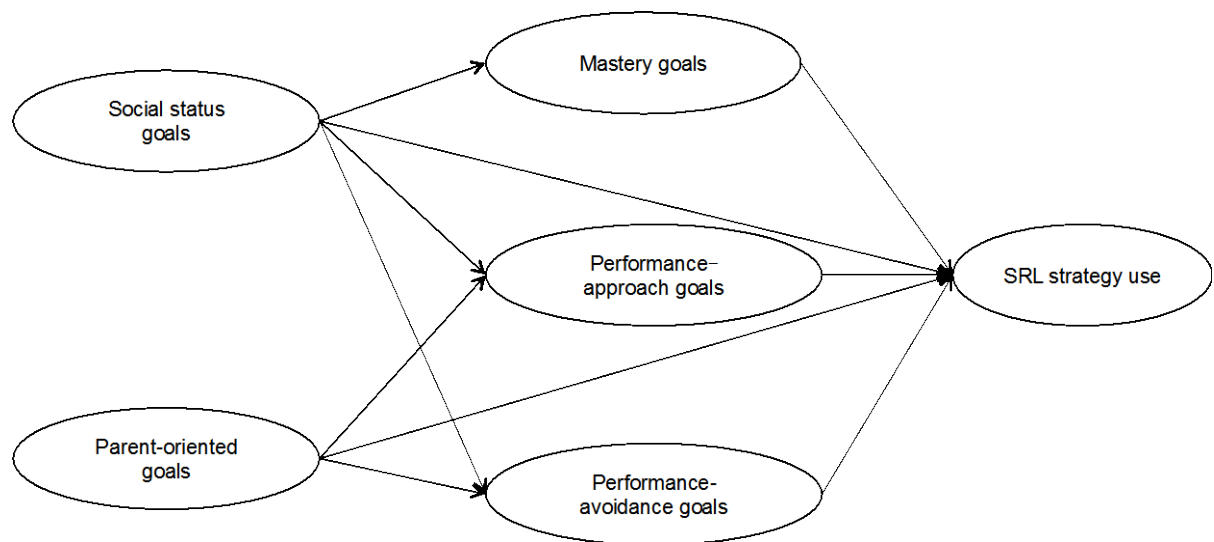 Mastery goals
Social status
goals
Performance–
approach goals
SRL strategy use
Parent-oriented
goals
Performance-
avoidance goals